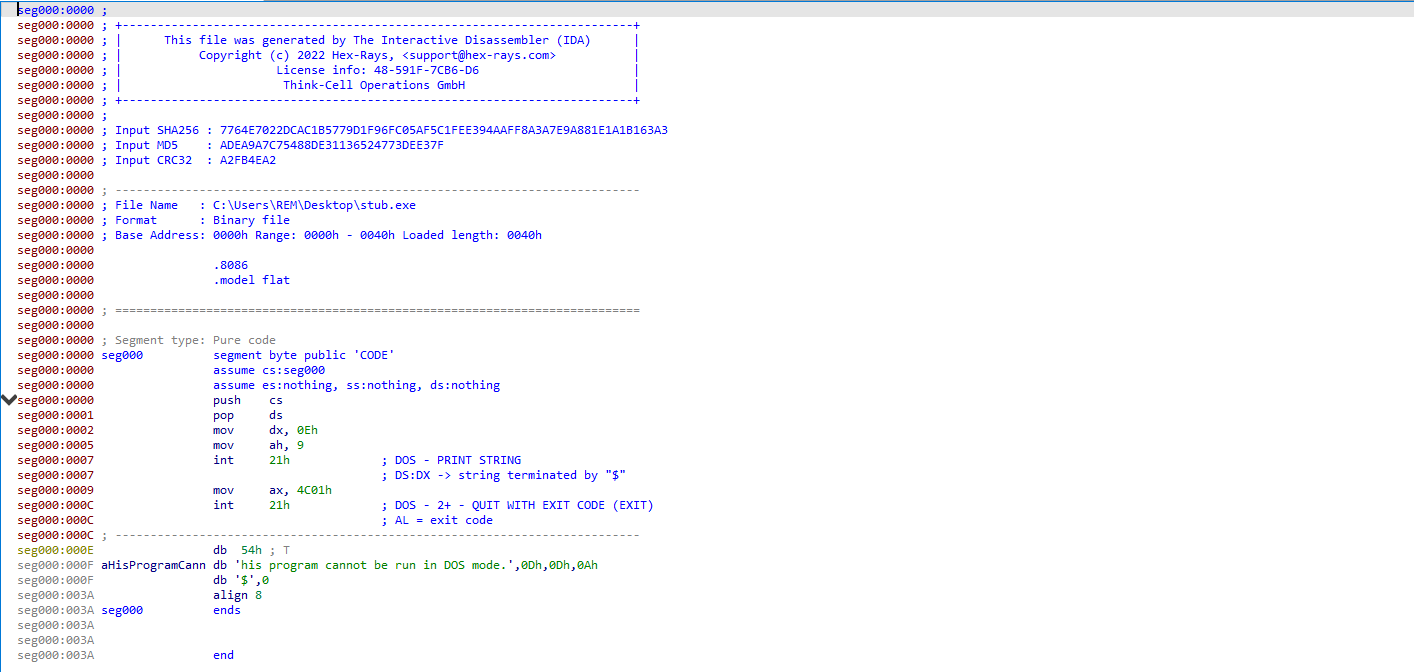 seg000:0000 ;
seg000:0000 ; +-------------------------------------------------------------------------+
seg000:0000 ; |      This file was generated by The Interactive Disassembler (IDA)      |
seg000:0000 ; |           Copyright (c) 2022 Hex-Rays, <support@hex-rays.com>           |
seg000:0000 ; |                      License info: 48-591F-7CB6-D6                      |
seg000:0000 ; |                       Think-Cell Operations GmbH                        |
seg000:0000 ; +-------------------------------------------------------------------------+
seg000:0000 ;
seg000:0000 ; Input SHA256 : 7764E7022DCAC1B5779D1F96FC05AF5C1FEE394AAFF8A3A7E9A881E1A1B163A3
seg000:0000 ; Input MD5    : ADEA9A7C75488DE31136524773DEE37F
seg000:0000 ; Input CRC32  : A2FB4EA2
seg000:0000
seg000:0000 ; ---------------------------------------------------------------------------
seg000:0000 ; File Name   : C:\Users\REM\Desktop\stub.exe
seg000:0000 ; Format      : Binary file
seg000:0000 ; Base Address: 0000h Range: 0000h - 0040h Loaded length: 0040h
seg000:0000
seg000:0000                 .8086
seg000:0000                 .model flat
seg000:0000
seg000:0000 ; ===========================================================================
seg000:0000
seg000:0000 ; Segment type: Pure code
seg000:0000 seg000          segment byte public 'CODE'
seg000:0000                 assume cs:seg000
seg000:0000                 assume es:nothing, ss:nothing, ds:nothing
seg000:0000                 push    cs
seg000:0001                 pop     ds
seg000:0002                 mov     dx, 0Eh
seg000:0005                 mov     ah, 9
seg000:0007                 int     21h             ; DOS - PRINT STRING
seg000:0007                                         ; DS:DX -> string terminated by "$"
seg000:0009                 mov     ax, 4C01h
seg000:000C                 int     21h             ; DOS - 2+ - QUIT WITH EXIT CODE (EXIT)
seg000:000C                                         ; AL = exit code
seg000:000C ; ---------------------------------------------------------------------------
seg000:000E                 db  54h ; T
seg000:000F aHisProgramCann db 'his program cannot be run in DOS mode.',0Dh,0Dh,0Ah
seg000:000F                 db '$',0
seg000:003A                 align 8
seg000:003A seg000          ends
seg000:003A
seg000:003A
seg000:003A                 end